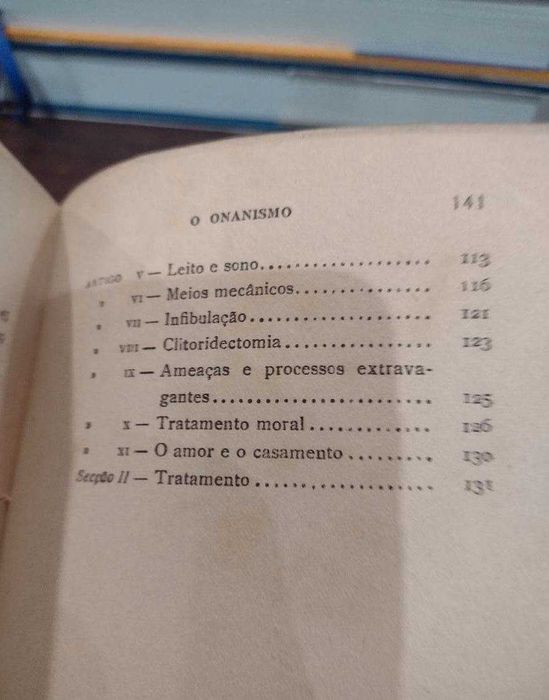 O ONANISMO 141
ARTIGO V — Leito e sono.................. 113
» VI — Meios mecânicos............... 116
» VII — Infibulação.................... 121
» VIII — Clitoridectomia................ 123
» IX — Ameaças e processos extrava-
gantes........................ 125
» X — Tratamento moral............. 126
» XI — O amor e o casamento......... 130
Secção II — Tratamento.................... 131